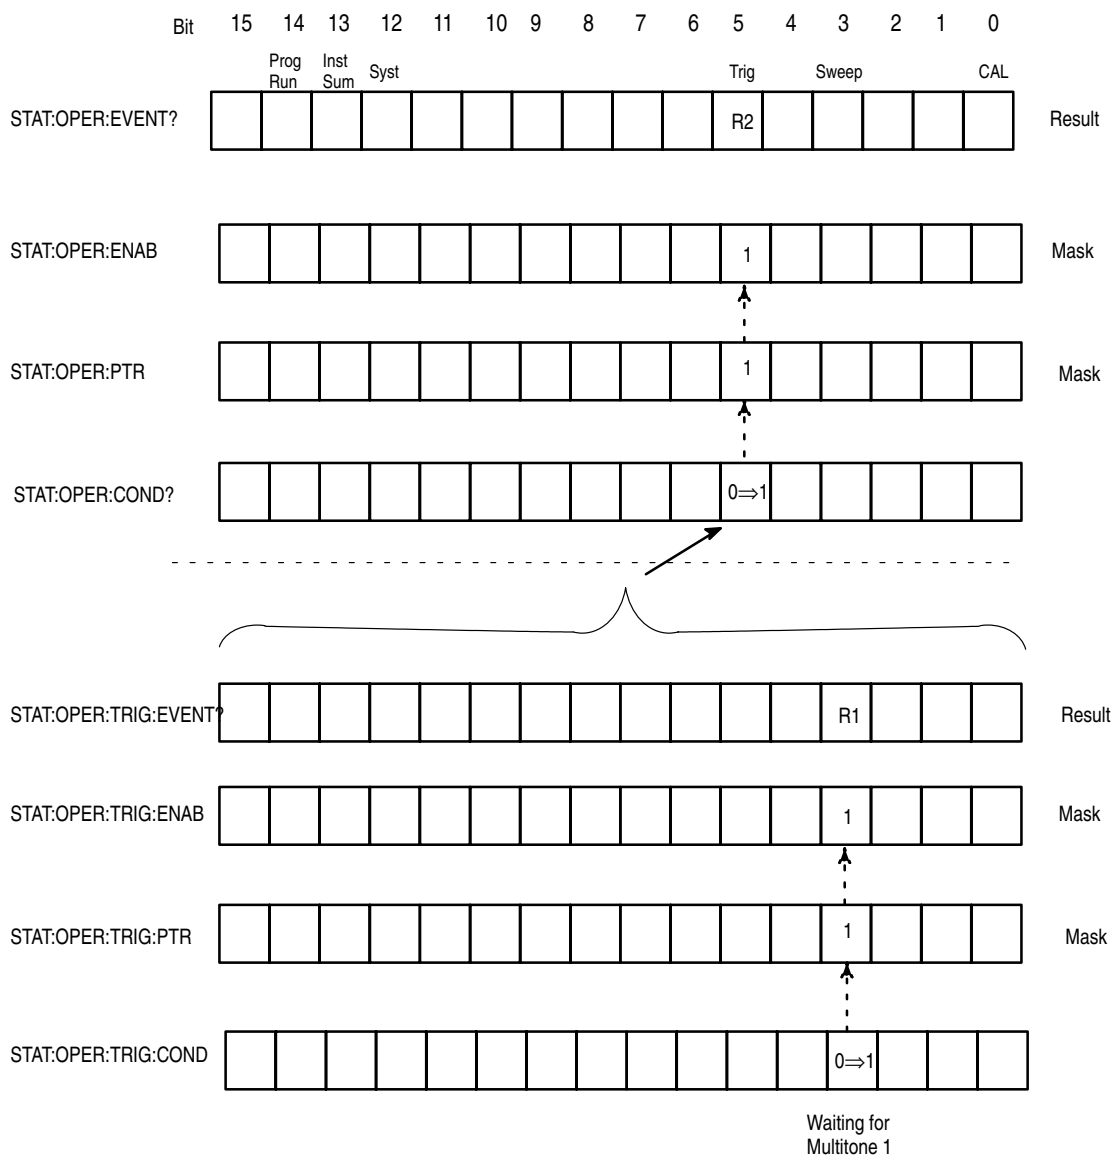 Bit 15 14 13 12 11 10 9 8 7 6 5 4 3 2 1 0
Prog Run Inst Sum Syst Trig Sweep CAL
STAT:OPER:EVENT? R2 Result
STAT:OPER:ENAB 1 Mask
STAT:OPER:PTR 1 Mask
STAT:OPER:COND? 0⇒1
STAT:OPER:TRIG:EVENT? R1 Result
STAT:OPER:TRIG:ENAB 1 Mask
STAT:OPER:TRIG:PTR 1 Mask
STAT:OPER:TRIG:COND 0⇒1
Waiting for
Multitone 1